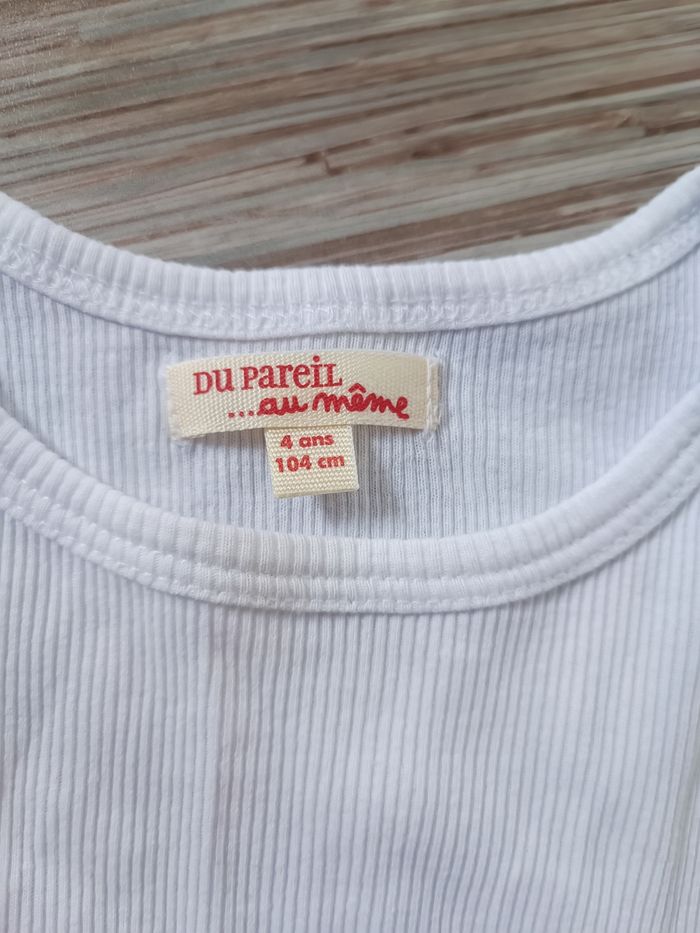 DU PAREIL
...au même
4 ans
104 cm